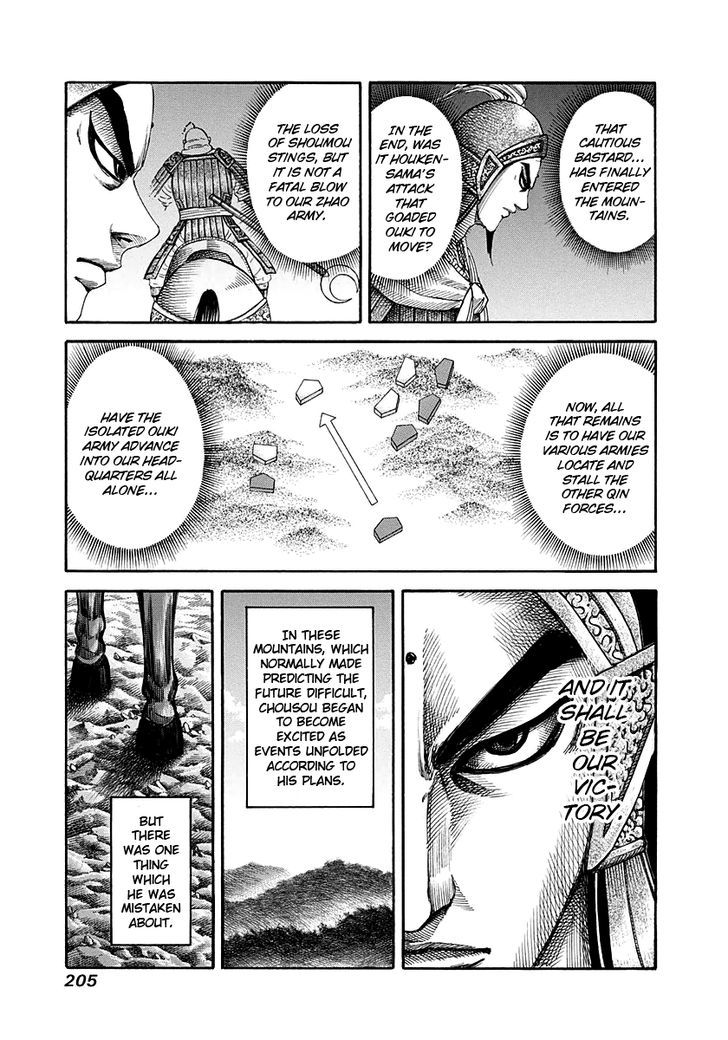 THAT
CAUTIOUS
BASTARD...
HAS FINALLY
ENTERED
THE MOUN-
TAINS.
IN THE
END, WAS
IT HOUKEN-
SAMA'S
ATTACK
THAT
GOADED
OUKI TO
MOVE?
THE LOSS
OF SHOUMOU
STINGS, BUT
IT IS NOT A
FATAL BLOW
TO OUR ZHAO
ARMY.
NOW, ALL
THAT REMAINS
IS TO HAVE OUR
VARIOUS ARMIES
LOCATE AND
STALL THE
OTHER QIN
FORCES...
HAVE THE
ISOLATED OUKI
ARMY ADVANCE
INTO OUR HEAD-
QUARTERS ALL
ALONE...
AND IT
SHALL
BE
OUR
VIC-
TORY.
IN THESE
MOUNTAINS, WHICH
NORMALLY MADE
PREDICTING THE
FUTURE DIFFICULT,
CHOUSOU BEGAN
TO BECOME
EXCITED AS
EVENTS UNFOLDED
ACCORDING TO
HIS PLANS.
BUT
THERE
WAS ONE
THING
WHICH
HE WAS
MISTAKEN
ABOUT.
205